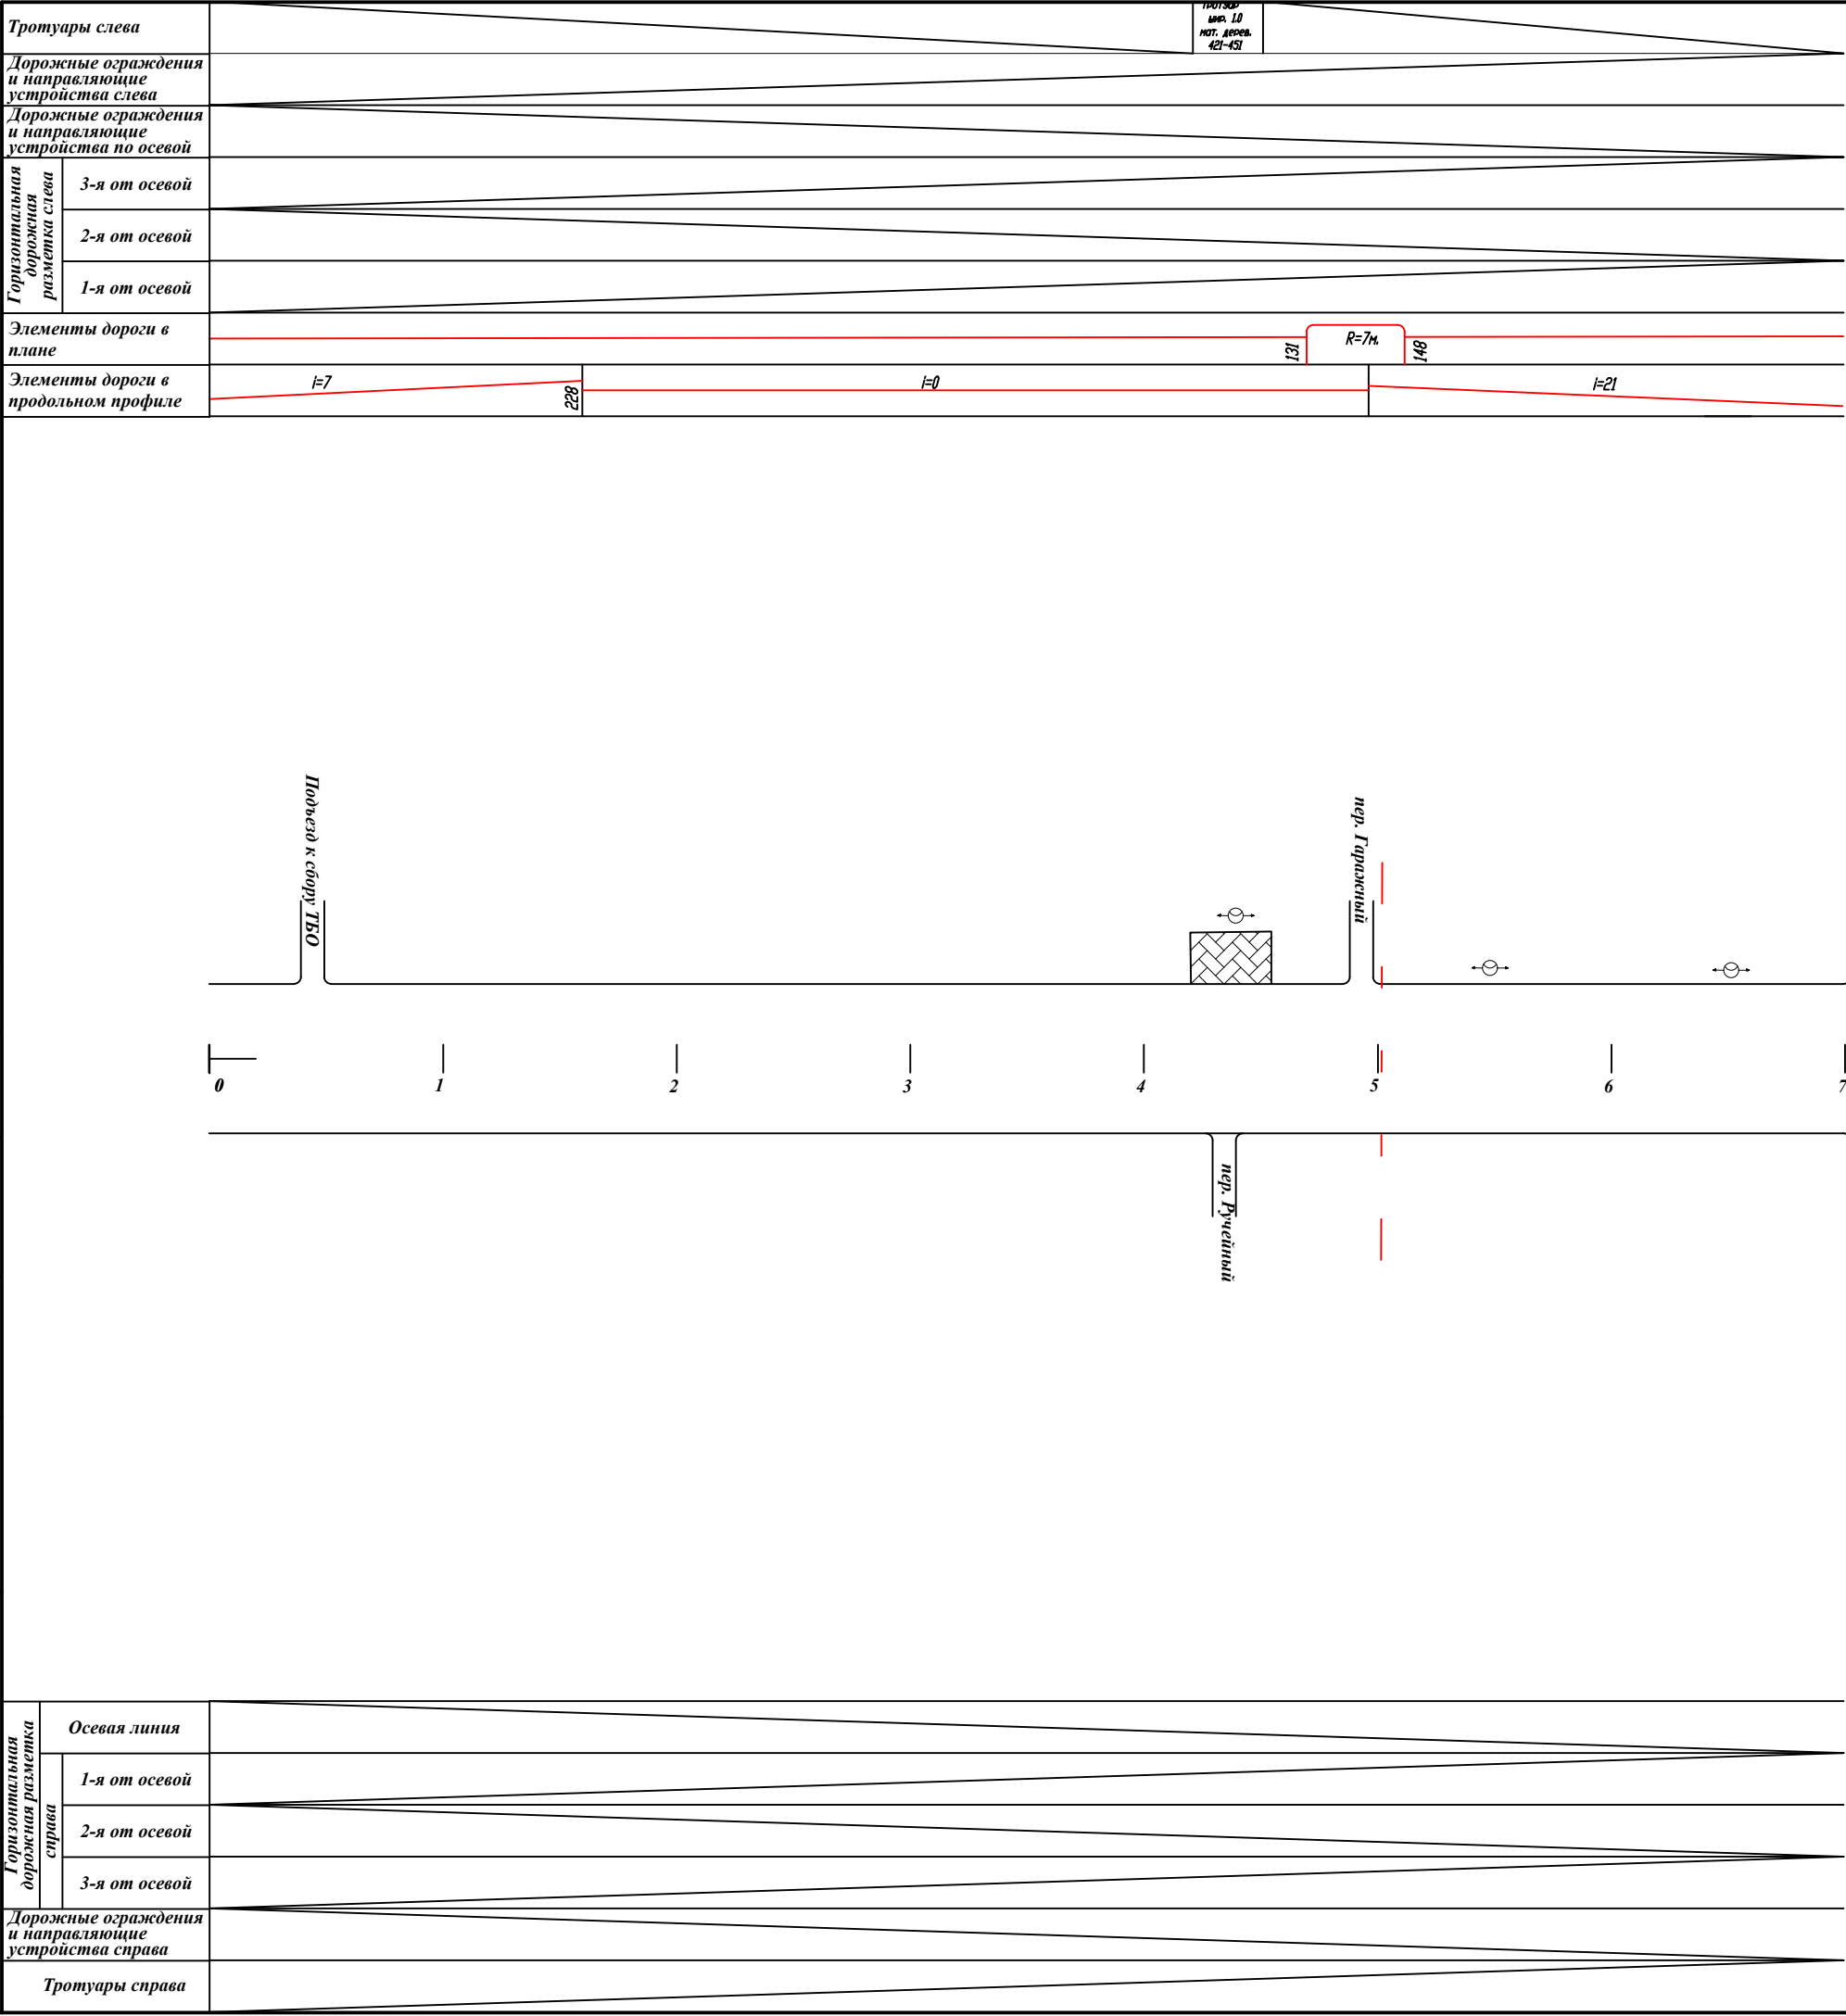 Тротуары слева
тротуар
шир. 1.0
мат. дерев.
421-451
Дорожные ограждения
и направляющие
устройства слева
Дорожные ограждения
и направляющие
устройства по осевой
Горизонтальная
дорожная
разметка слева
3-я от осевой
2-я от осевой
1-я от осевой
Элементы дороги в
плане
131
R=7м.
148
Элементы дороги в
продольном профиле
i=7
228
i=0
i=21
Подъезд к сбору ТБО
пер. Гаражный
0
1
2
3
4
5
6
7
пер. Ручейный
Горизонтальная
дорожная разметка
справа
Осевая линия
1-я от осевой
2-я от осевой
3-я от осевой
Дорожные ограждения
и направляющие
устройства справа
Тротуары справа